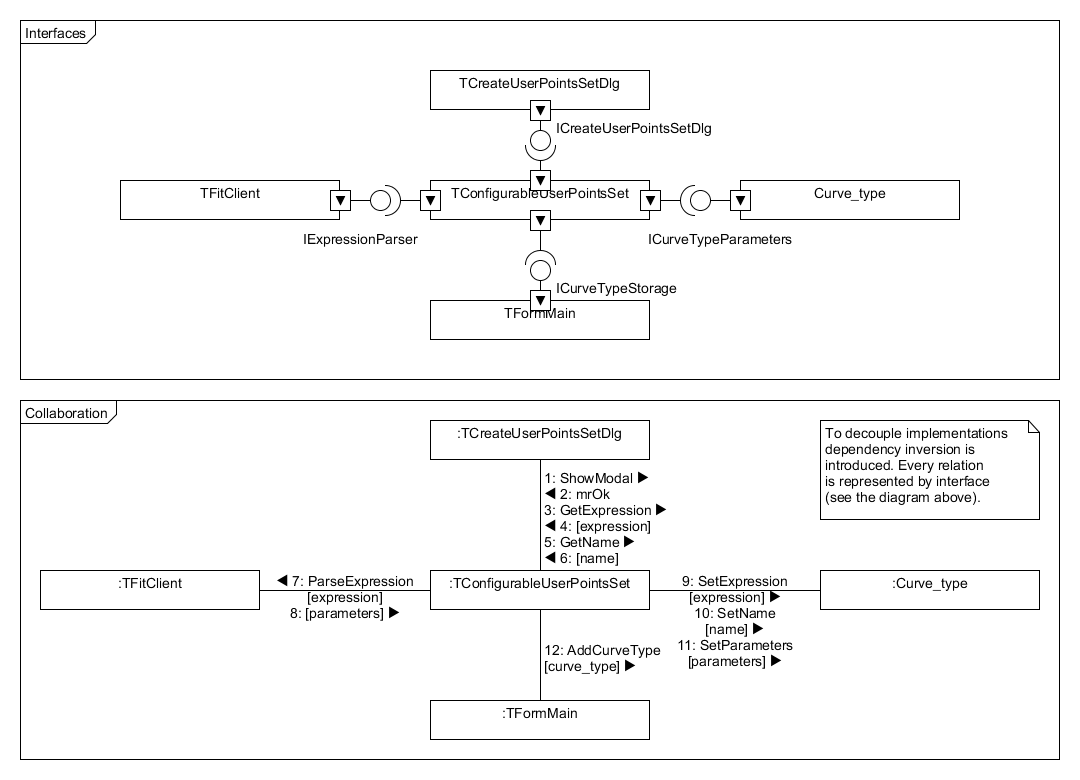 Interfaces
TCreateUserPointsSetDlg
ICreateUserPointsSetDlg
TFitClient
TConfigurableUserPointsSet
Curve_type
IExpressionParser
ICurveTypeParameters
ICurveTypeStorage
TFormMain
Collaboration
:TCreateUserPointsSetDlg
To decouple implementations
dependency inversion is
introduced. Every relation
is represented by interface
(see the diagram above).
1: ShowModal ▶
◀ 2: mrOk
3: GetExpression ▶
◀ 4: [expression]
5: GetName ▶
◀ 6: [name]
:TFitClient
◀ 7: ParseExpression
[expression]
8: [parameters] ▶
:TConfigurableUserPointsSet
9: SetExpression
[expression] ▶
10: SetName
[name] ▶
11: SetParameters
[parameters] ▶
:Curve_type
12: AddCurveType
[curve_type] ▶
:TFormMain